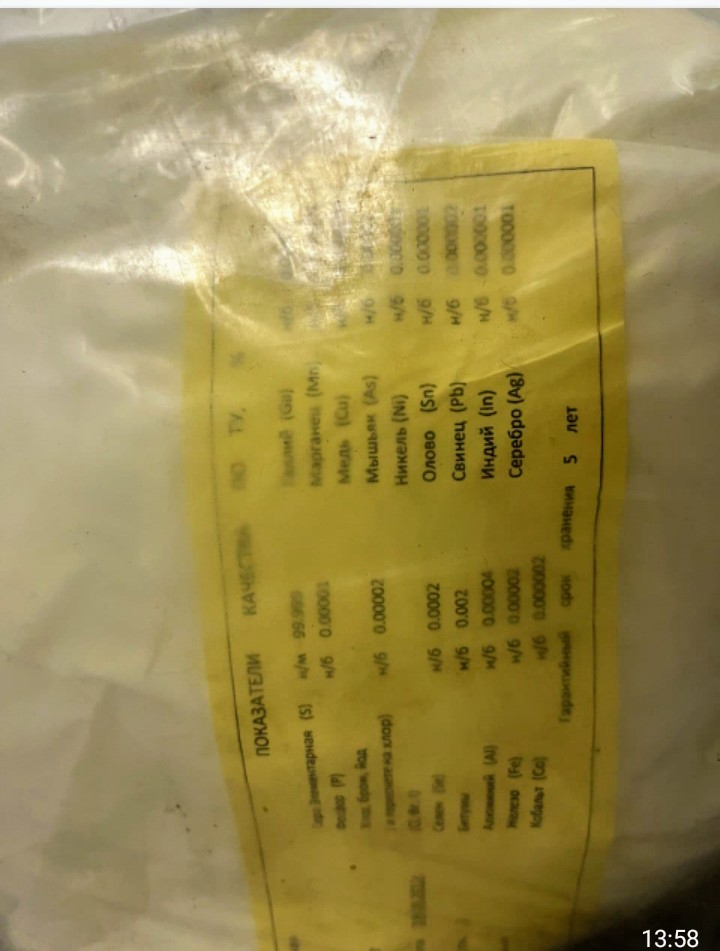 ПОКАЗАТЕЛИ КАЧЕСТВА ПО ТУ, %
Элементарная (S) н/м 99.999
Фосфор (P) н/б 0.00001
Хлор, бром, йод н/б 0.00002
(в пересчете на хлор)
(Cl, Br, I)
Селен (Se) н/б 0.0002
Битумы н/б 0.002
Алюминий (Al) н/б 0.00004
Железо (Fe) н/б 0.00002
Кобальт (Co) н/б 0.000002
Галлий (Ga) н/б
Марганец (Mn)
Медь (Cu)
Мышьяк (As) н/б
Никель (Ni) н/б
Олово (Sn) н/б 0.000001
Свинец (Pb) н/б 0.000002
Индий (In) н/б 0.000001
Серебро (Ag) н/б 0.000001
Гарантийный срок хранения 5 лет
13:58